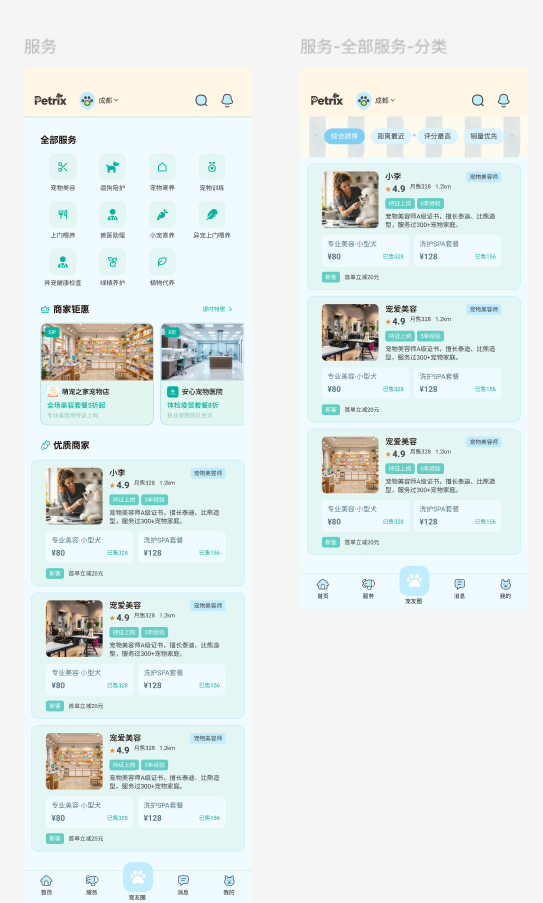 服务
Petrix
成都
全部服务
宠物美容
遛狗陪护
宠物寄养
宠物训练
上门喂养
兽医助理
小宠寄养
异宠上门喂养
异宠健康检查
绿植养护
植物代养
商家钜惠
限时特惠
5折
萌宠之家宠物店
全场美容套餐5折起
专业美容师持证上岗
8折
安心宠物医院
体检疫苗套餐8折
执业兽医团队坐诊
优质商家
小李
宠物美容师
4.9 月售328 1.2km
持证上岗 5年经验
宠物美容师A级证书，擅长泰迪、比熊造
型，服务过300+宠物家庭。
专业美容·小型犬
¥80 已售328
洗护SPA套餐
¥128 已售156
新客 首单立减20元
宠爱美容
宠物美容师
4.9 月售328 1.2km
持证上岗 5年经验
宠物美容师A级证书，擅长泰迪、比熊造
型，服务过300+宠物家庭。
专业美容·小型犬
¥80 已售328
洗护SPA套餐
¥128 已售156
新客 首单立减20元
宠爱美容
宠物美容师
4.9 月售328 1.2km
持证上岗 5年经验
宠物美容师A级证书，擅长泰迪、比熊造
型，服务过300+宠物家庭。
专业美容·小型犬
¥80 已售328
洗护SPA套餐
¥128 已售156
新客 首单立减20元
首页 服务 宠友圈 消息 我的
服务-全部服务-分类
Petrix
成都
综合排序 距离最近 评分最高 销量优先
小李
宠物美容师
4.9 月售328 1.2km
持证上岗 5年经验
宠物美容师A级证书，擅长泰迪、比熊造
型，服务过300+宠物家庭。
专业美容·小型犬
¥80 已售328
洗护SPA套餐
¥128 已售156
新客 首单立减20元
宠爱美容
宠物美容师
4.9 月售328 1.2km
持证上岗 5年经验
宠物美容师A级证书，擅长泰迪、比熊造
型，服务过300+宠物家庭。
专业美容·小型犬
¥80 已售328
洗护SPA套餐
¥128 已售156
新客 首单立减20元
宠爱美容
宠物美容师
4.9 月售328 1.2km
持证上岗 5年经验
宠物美容师A级证书，擅长泰迪、比熊造
型，服务过300+宠物家庭。
专业美容·小型犬
¥80 已售328
洗护SPA套餐
¥128 已售156
新客 首单立减20元
首页 服务 宠友圈 消息 我的